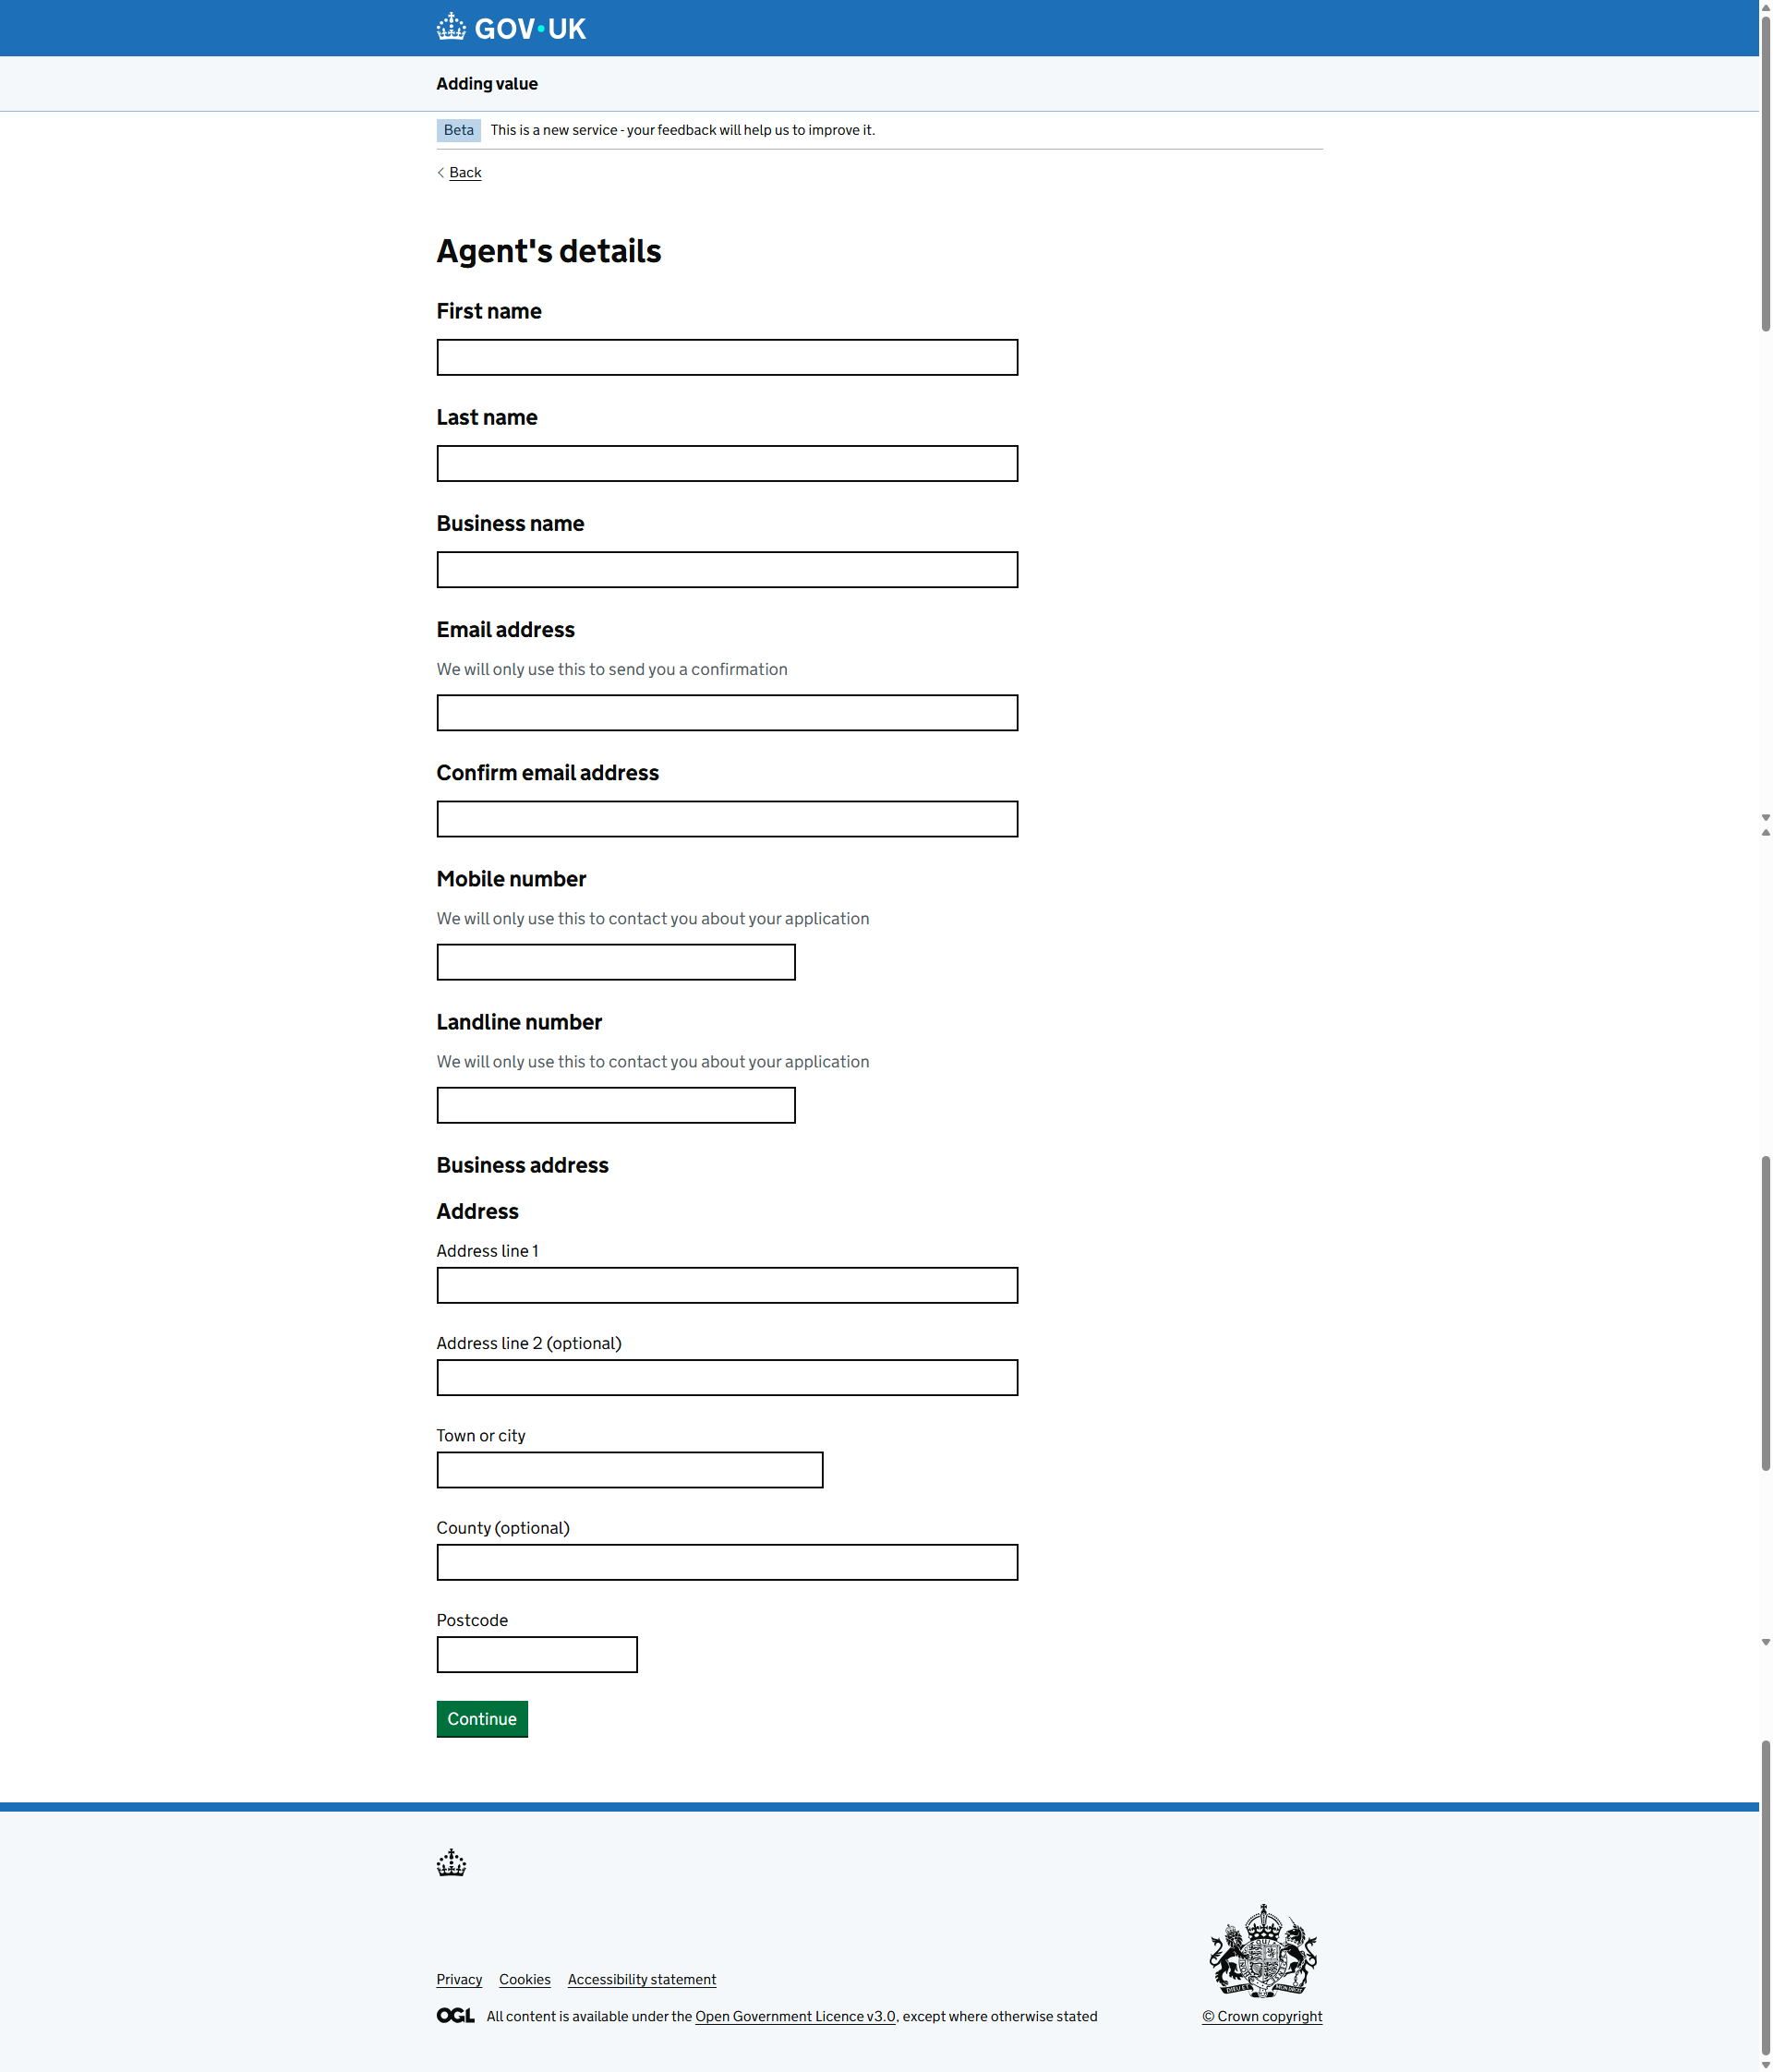 GOV·UK
Adding value
Beta This is a new service - your feedback will help us to improve it.
Back
Agent's details
First name
Last name
Business name
Email address
We will only use this to send you a confirmation
Confirm email address
Mobile number
We will only use this to contact you about your application
Landline number
We will only use this to contact you about your application
Business address
Address
Address line 1
Address line 2 (optional)
Town or city
County (optional)
Postcode
Continue
Privacy Cookies Accessibility statement
OGL All content is available under the Open Government Licence v3.0, except where otherwise stated
© Crown copyright